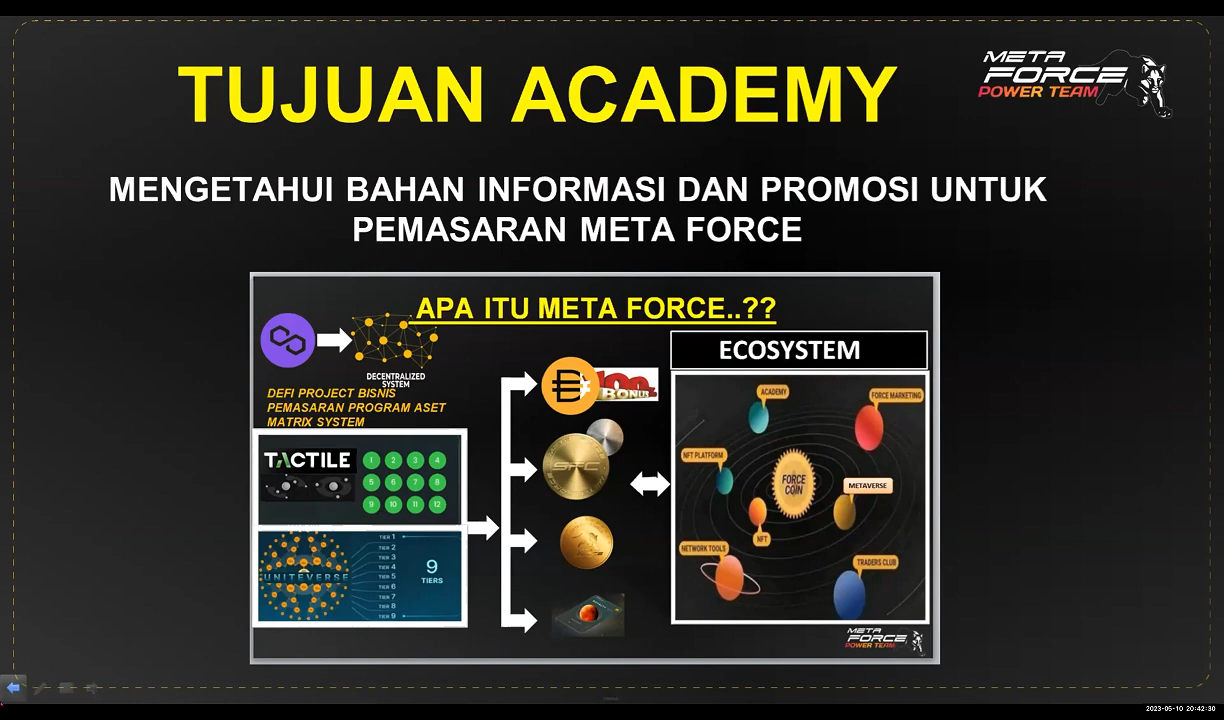 TUJUAN ACADEMY
META
FORCE
POWER TEAM
MENGETAHUI BAHAN INFORMASI DAN PROMOSI UNTUK
PEMASARAN META FORCE
APA ITU META FORCE..??
DECENTRALIZED
SYSTEM
DEFI PROJECT BISNIS
PEMASARAN PROGRAM ASET
MATRIX SYSTEM
TACTILE
1 2 3 4
5 6 7 8
9 10 11 12
UNITEVERSE
TIER 1
TIER 2
TIER 3
TIER 4
TIER 5
TIER 6
TIER 7
TIER 8
TIER 9
9
TIERS
100
BONUS
ECOSYSTEM
ACADEMY
FORCE MARKETING
NFT PLATFORM
FORCE
COIN
METAVERSE
NFT
NETWORK TOOLS
TRADERS CLUB
META
FORCE
POWER TEAM
2023-05-10 20:42:30